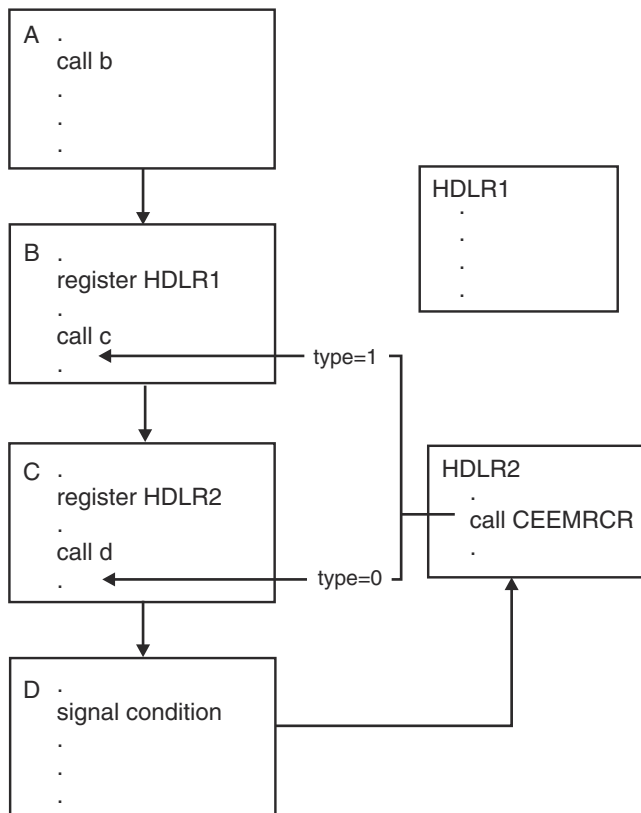 A .
call b
.
.
.
HDLR1
.
.
.
.
B .
register HDLR1
.
call c
.
type=1
C .
register HDLR2
.
call d
.
type=0
HDLR2
.
call CEEMRCR
.
D .
signal condition
.
.
.